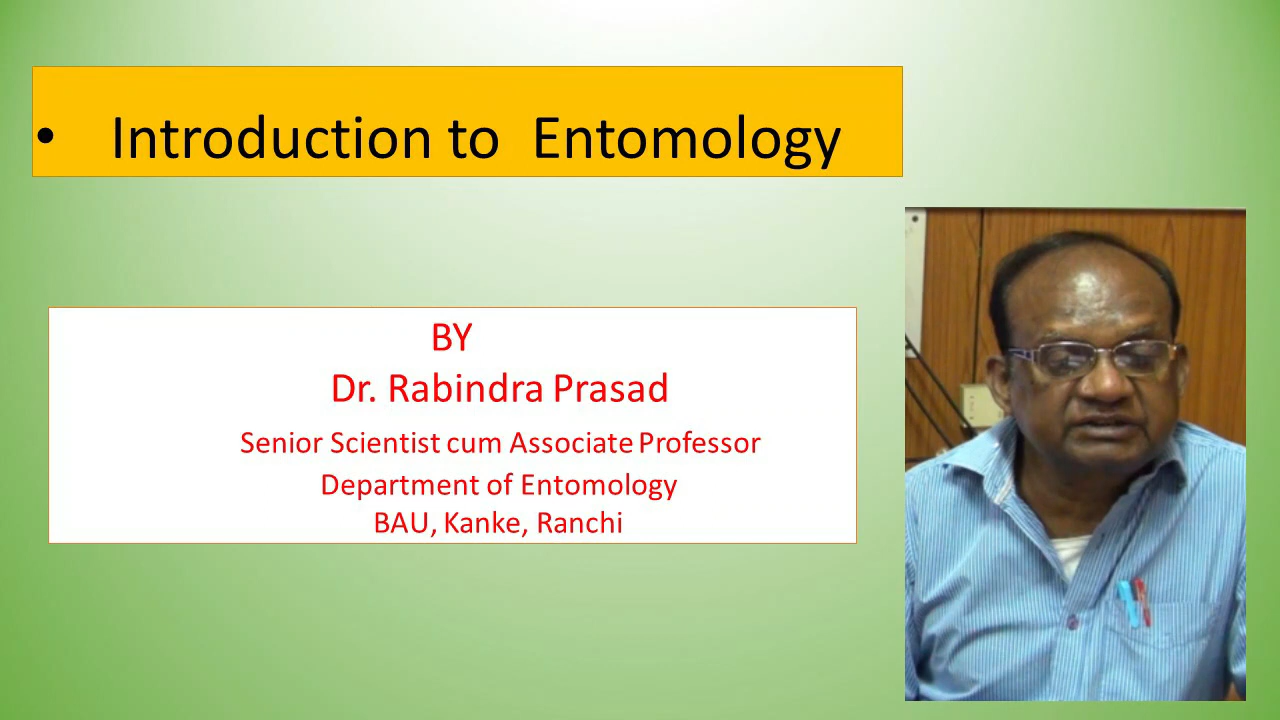 • Introduction to Entomology
BY
Dr. Rabindra Prasad
Senior Scientist cum Associate Professor
Department of Entomology
BAU, Kanke, Ranchi